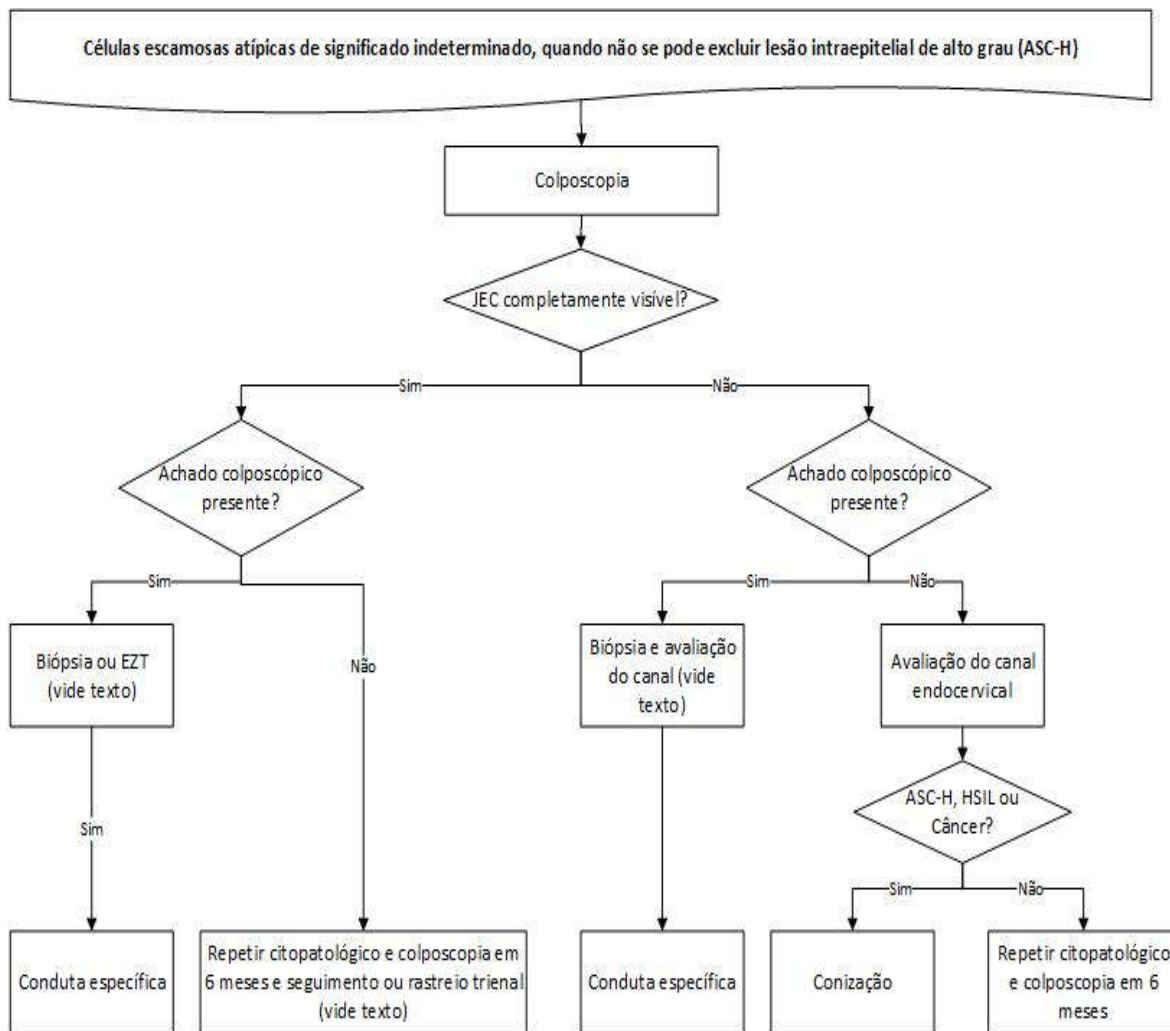 Células escamosas atípicas de significado indeterminado, quando não se pode excluir lesão intraepitelial de alto grau (ASC-H)
Colposcopia
JEC completamente visível?
Sim
Não
Achado colposcópico
presente?
Achado colposcópico
presente?
Sim
Não
Sim
Não
Biópsia ou EZT
(vide texto)
Biópsia e avaliação
do canal (vide
texto)
Avaliação do canal
endocervical
Sim
ASC-H, HSIL ou
Câncer?
Sim
Não
Conduta específica
Repetir citopatológico e colposcopia em
6 meses e seguimento ou rastreio trienal
(vide texto)
Conduta específica
Conização
Repetir citopatológico
e colposcopia em 6
meses